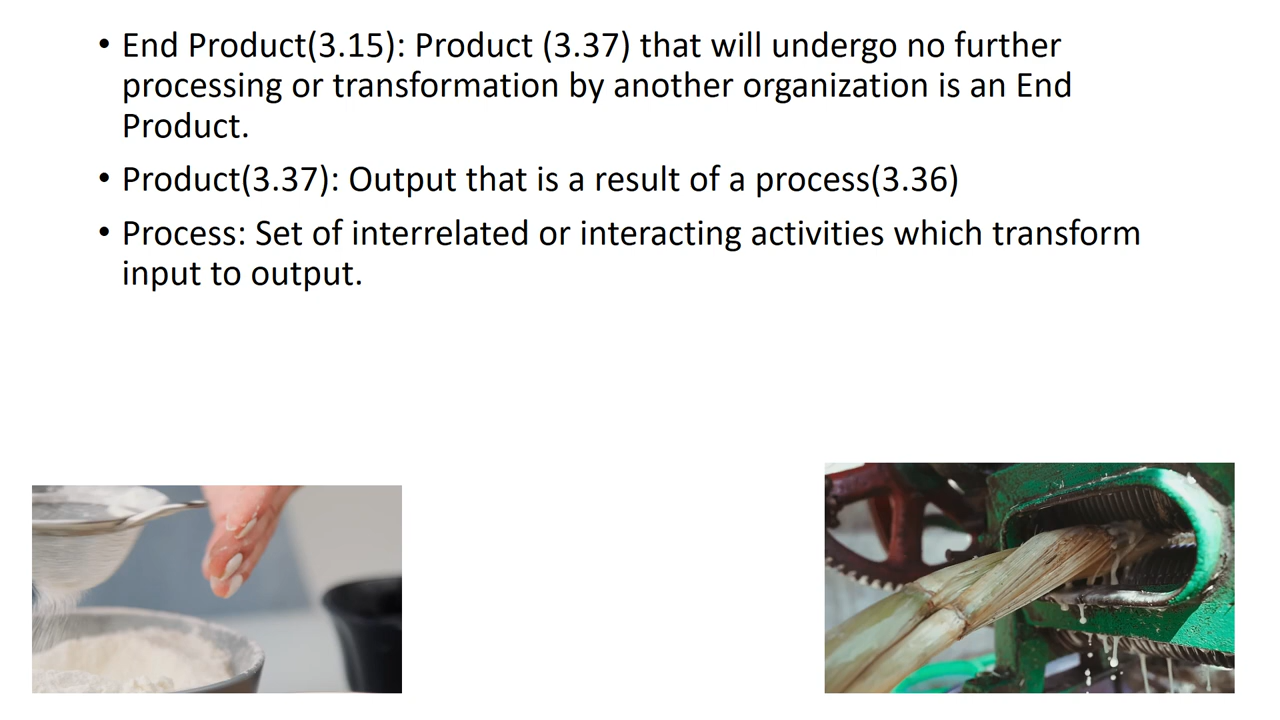 • End Product(3.15): Product (3.37) that will undergo no further
processing or transformation by another organization is an End
Product.
• Product(3.37): Output that is a result of a process(3.36)
• Process: Set of interrelated or interacting activities which transform
input to output.